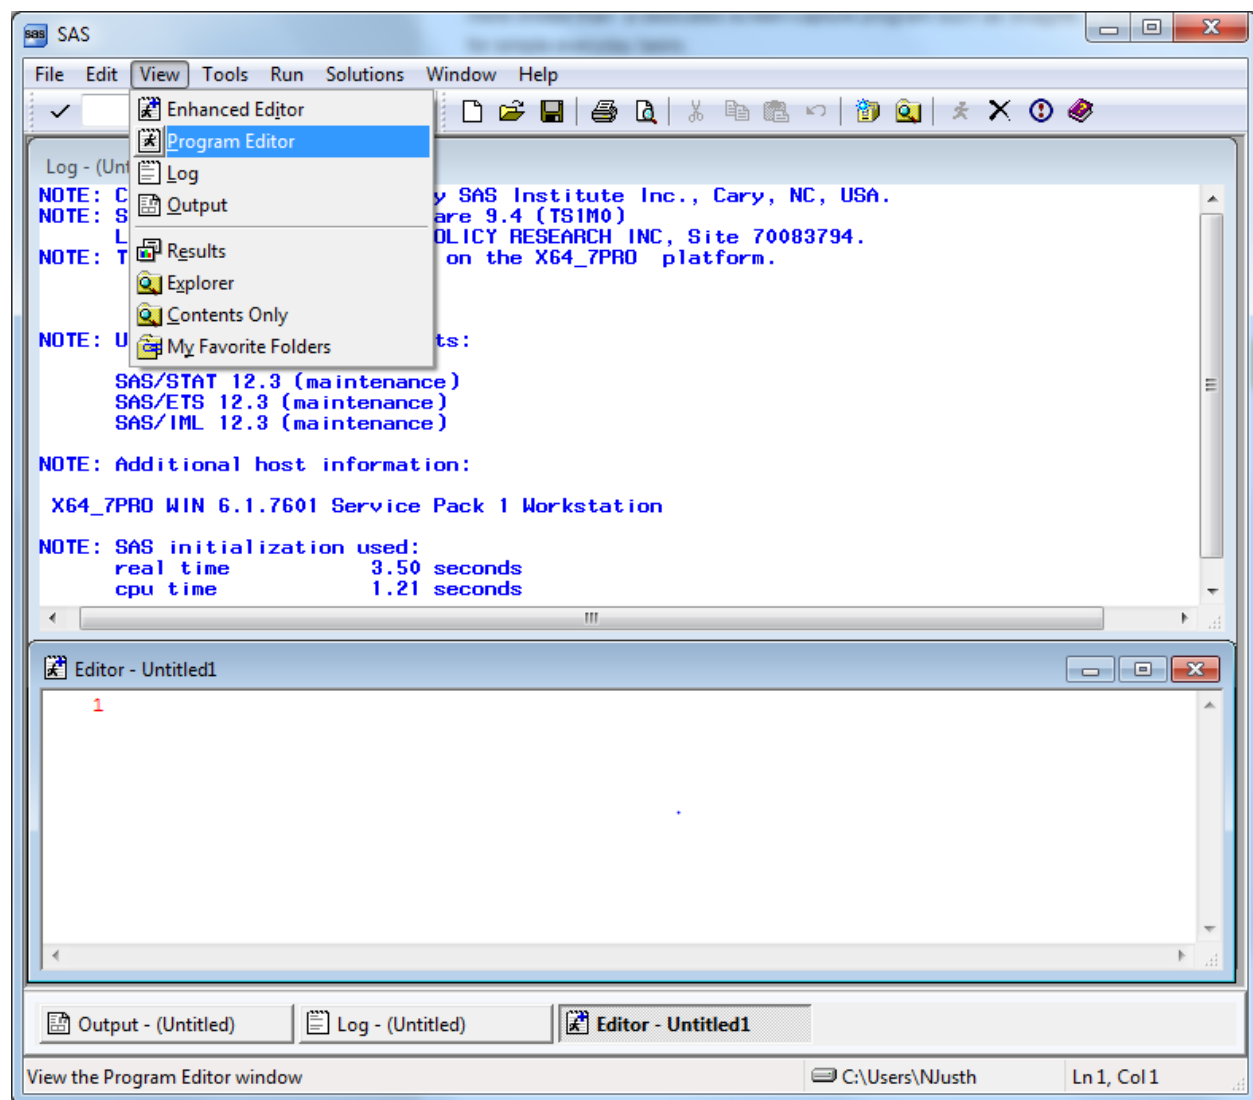 SAS
File Edit View Tools Run Solutions Window Help
Enhanced Editor
Program Editor
Log
Output
Results
Explorer
Contents Only
My Favorite Folders
Log - (Unt
NOTE: C y SAS Institute Inc., Cary, NC, USA.
NOTE: S are 9.4 (TS1M0)
L OLICY RESEARCH INC, Site 70083794.
NOTE: T on the X64_7PRO platform.
NOTE: U ts:
SAS/STAT 12.3 (maintenance)
SAS/ETS 12.3 (maintenance)
SAS/IML 12.3 (maintenance)
NOTE: Additional host information:
X64_7PRO WIN 6.1.7601 Service Pack 1 Workstation
NOTE: SAS initialization used:
real time 3.50 seconds
cpu time 1.21 seconds
Editor - Untitled1
1
Output - (Untitled) Log - (Untitled) Editor - Untitled1
View the Program Editor window C:\Users\NJusth Ln 1, Col 1